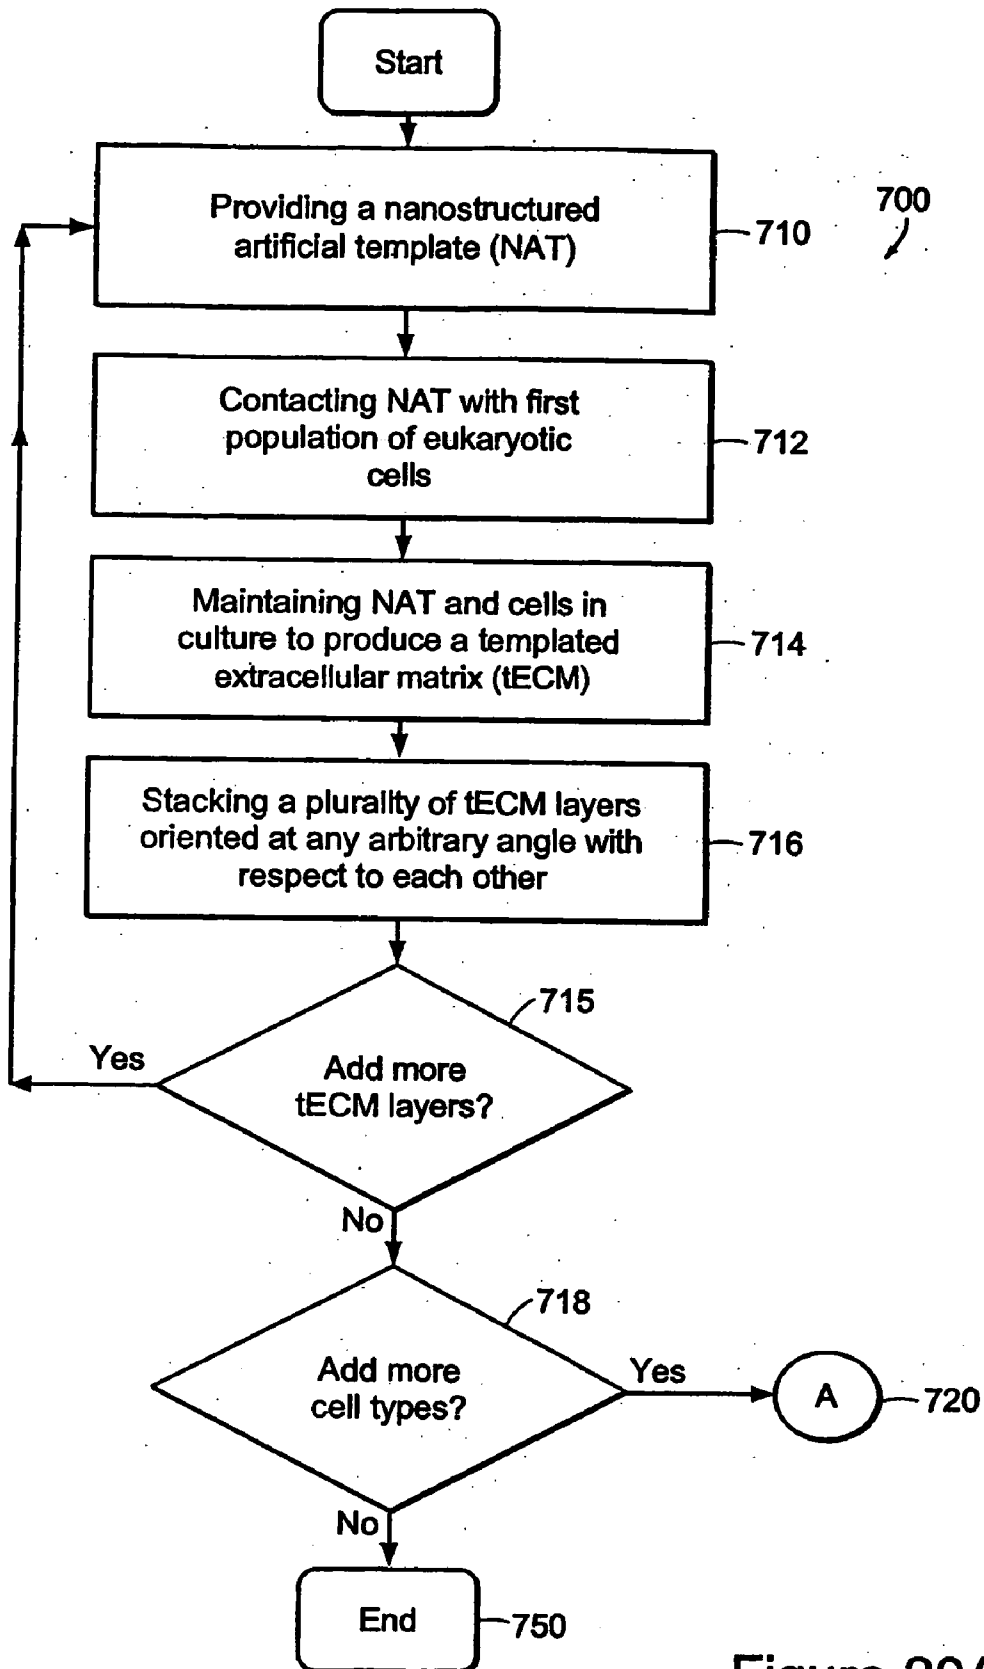 Start
Providing a nanostructured
artificial template (NAT)
710
700
Contacting NAT with first
population of eukaryotic
cells
712
Maintaining NAT and cells in
culture to produce a templated
extracellular matrix (tECM)
714
Stacking a plurality of tECM layers
oriented at any arbitrary angle with
respect to each other
716
715
Yes
Add more
tECM layers?
No
718
Add more
cell types?
Yes
A
720
No
End
750
Figure